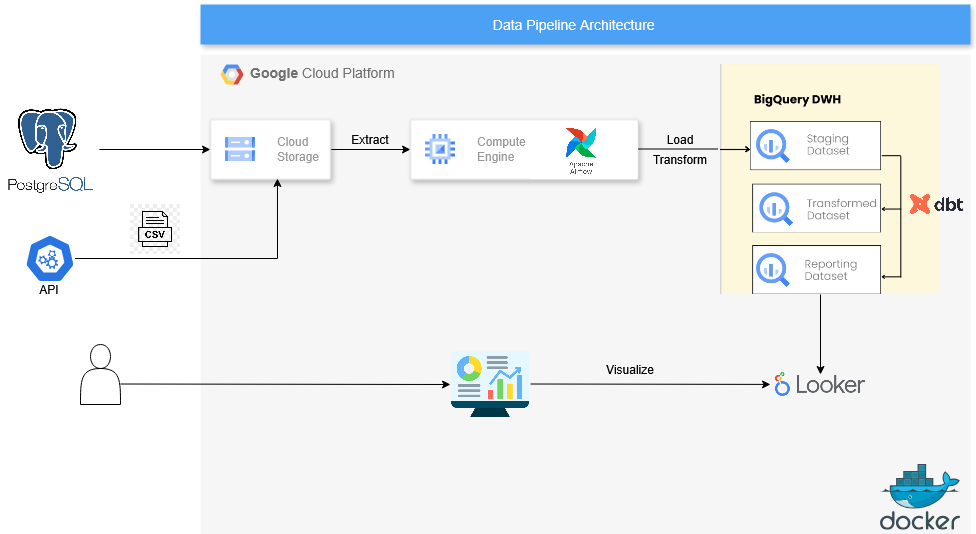 Data Pipeline Architecture
Google Cloud Platform
PostgreSQL
Cloud
Storage
Extract
Compute
Engine
Apache
Airflow
Load
Transform
BigQuery DWH
Staging
Dataset
Transformed
Dataset
Reporting
Dataset
dbt
CSV
API
Visualize
Looker
docker